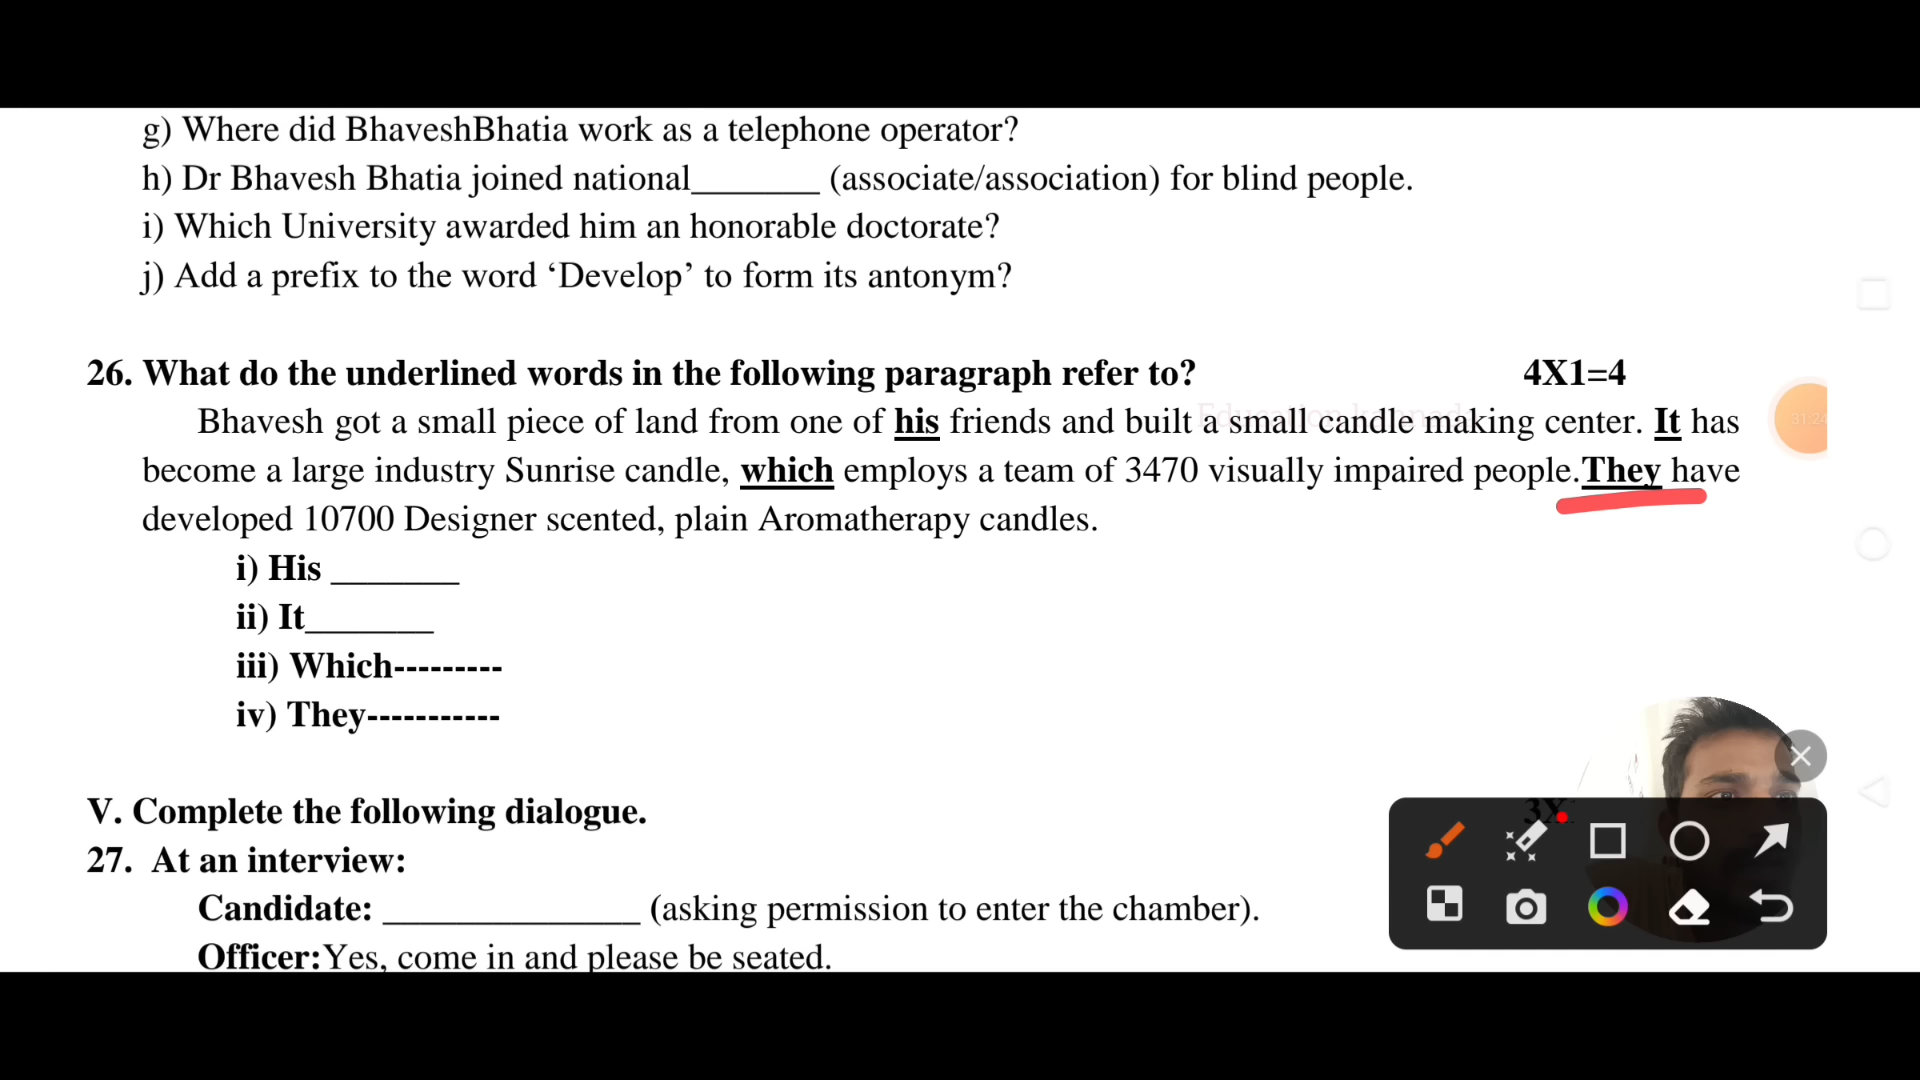 g) Where did BhaveshBhatia work as a telephone operator?
h) Dr Bhavesh Bhatia joined national_______ (associate/association) for blind people.
i) Which University awarded him an honorable doctorate?
j) Add a prefix to the word ‘Develop’ to form its antonym?
26. What do the underlined words in the following paragraph refer to? 4X1=4
Bhavesh got a small piece of land from one of his friends and built a small candle making center. It has
become a large industry Sunrise candle, which employs a team of 3470 visually impaired people.They have
developed 10700 Designer scented, plain Aromatherapy candles.
i) His _______
ii) It_______
iii) Which---------
iv) They-----------
V. Complete the following dialogue. 3X
27. At an interview:
Candidate: ______________ (asking permission to enter the chamber).
Officer:Yes, come in and please be seated.